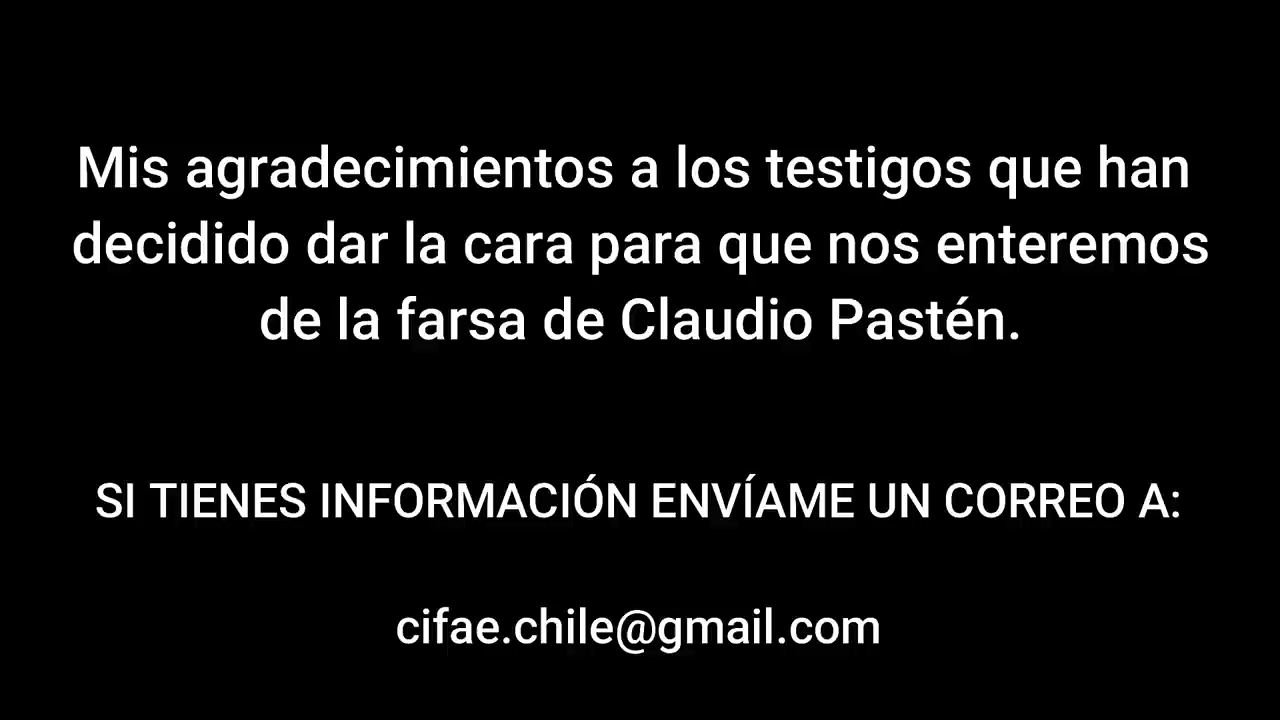 Mis agradecimientos a los testigos que han
decidido dar la cara para que nos enteremos
de la farsa de Claudio Pastén.
SI TIENES INFORMACIÓN ENVÍAME UN CORREO A:
cifae.chile@gmail.com